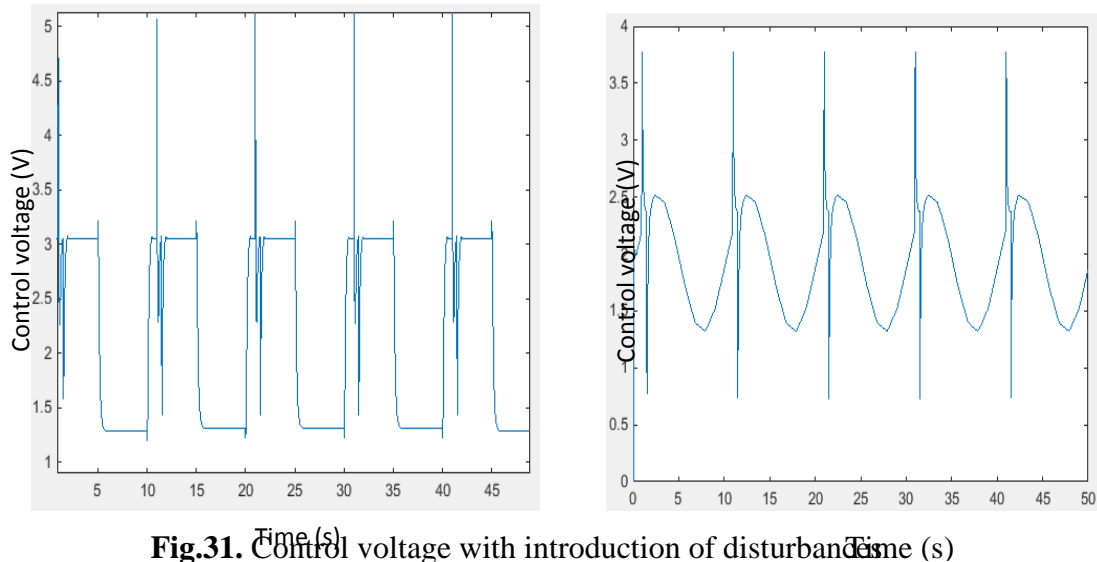 5
4.5
4
3.5
3
2.5
2
1.5
1
Control voltage (V)
5 10 15 20 25 30 35 40 45
Time (s)
4
3.5
3
2.5
2
1.5
1
0.5
0
Control voltage (V)
0 5 10 15 20 25 30 35 40 45 50
Time (s)
Fig.31. Control voltage with introduction of disturbances